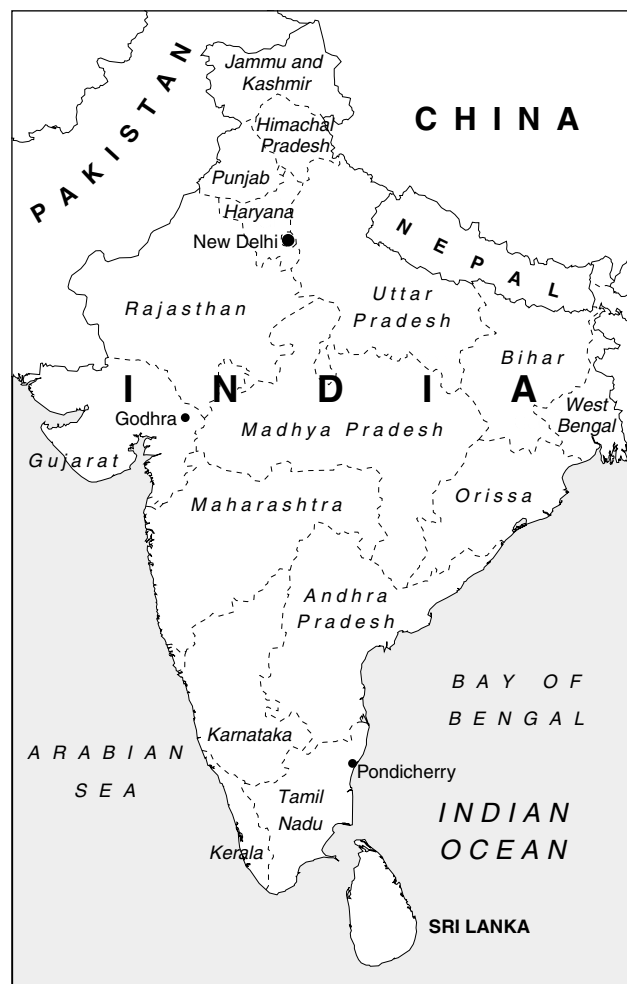 Jammu and
Kashmir
CHINA
PAKISTAN
Himachal
Pradesh
Punjab
Haryana
New Delhi
NEPAL
Rajasthan
Uttar
Pradesh
Bihar
INDIA
West
Bengal
Godhra
Madhya Pradesh
Gujarat
Maharashtra
Orissa
Andhra
Pradesh
BAY OF
BENGAL
Karnataka
ARABIAN
SEA
Pondicherry
Tamil
Nadu
INDIAN
OCEAN
Kerala
SRI LANKA